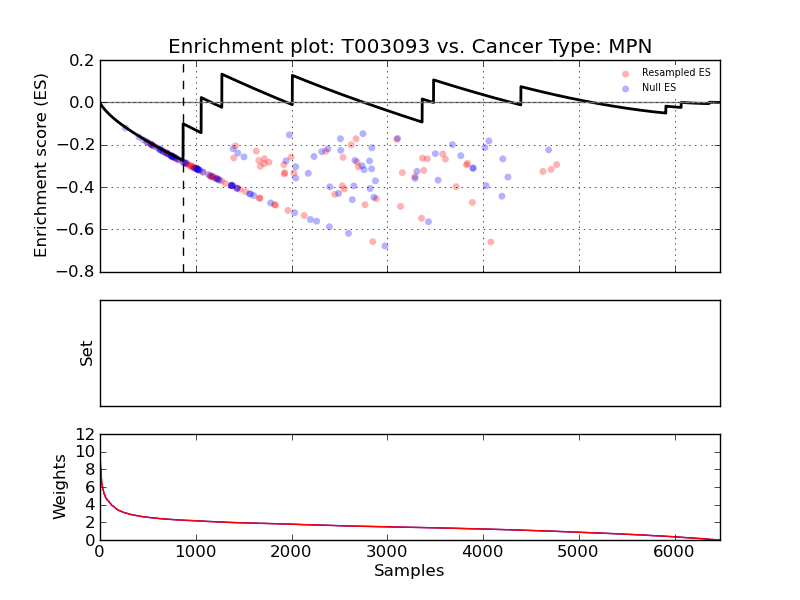 Enrichment plot: T003093 vs. Cancer Type: MPN
0.2
0.0
−0.2
−0.4
−0.6
−0.8
Enrichment score (ES)
Resampled ES
Null ES
Set
12
10
8
6
4
2
0
Weights
0 1000 2000 3000 4000 5000 6000
Samples